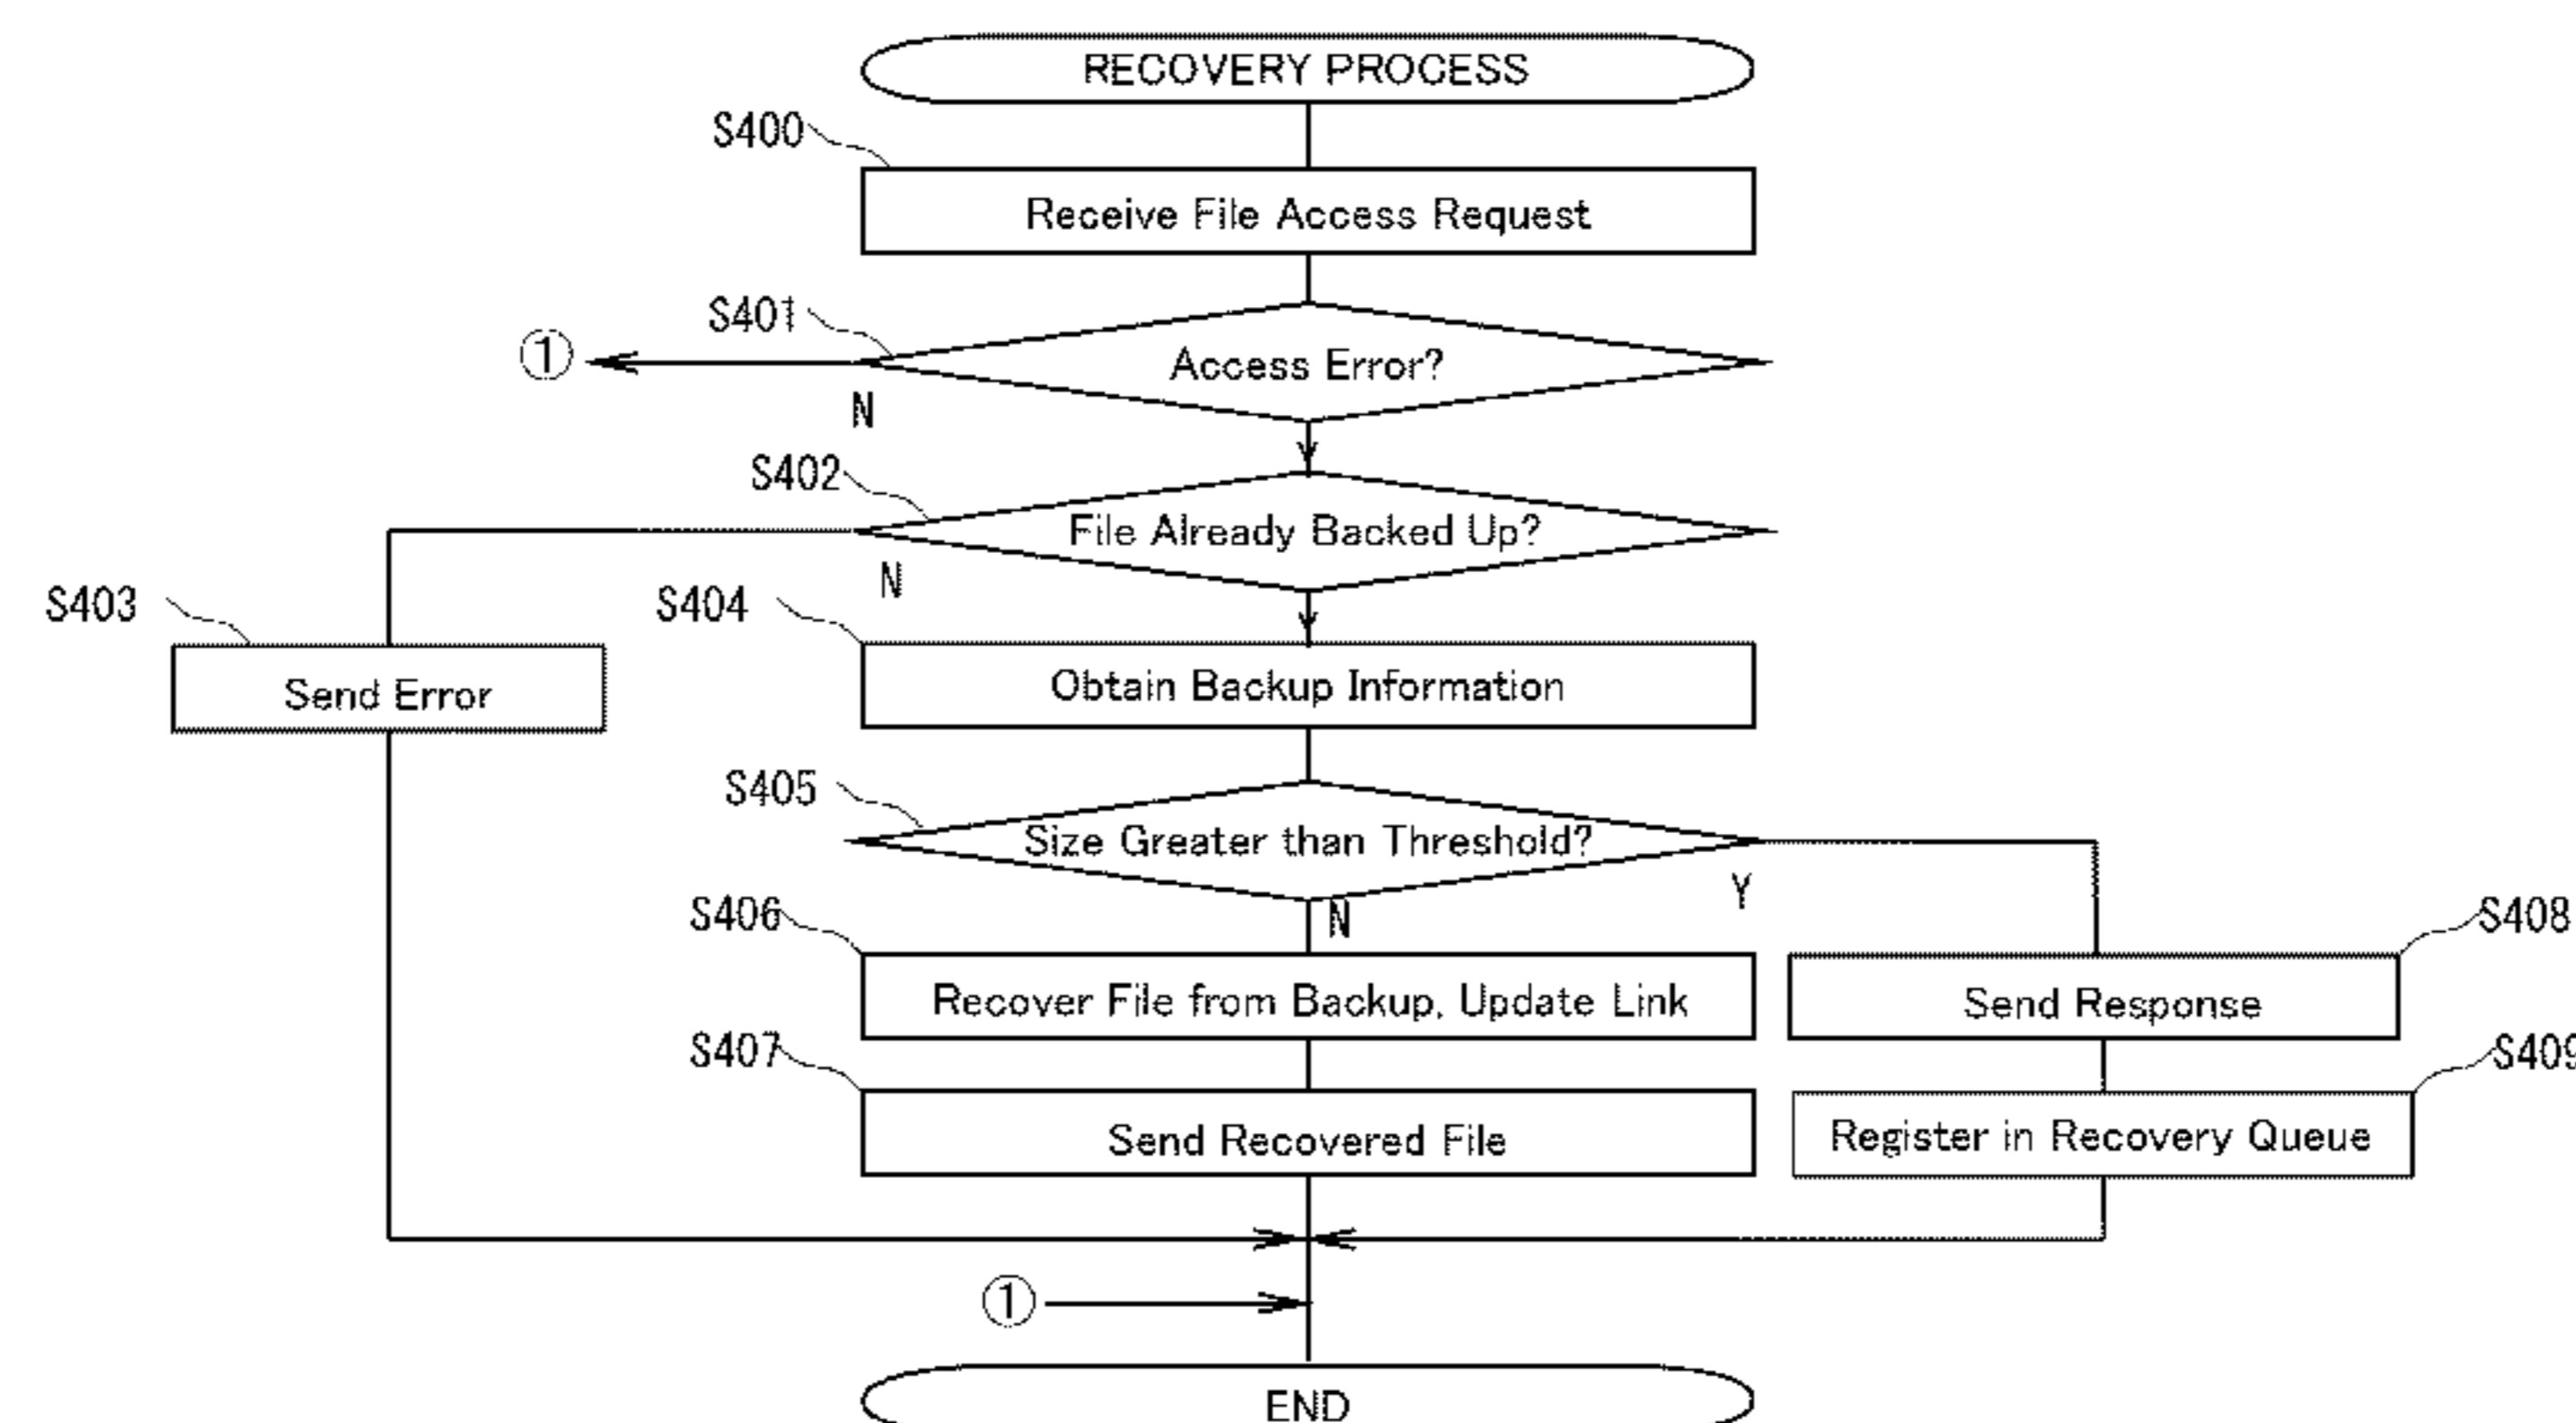 RECOVERY PROCESS
S400
Receive File Access Request
S401
①
Access Error?
N
S402
File Already Backed Up?
N
S403
S404
Send Error
Obtain Backup Information
S405
Size Greater than Threshold?
Y
N
S406
S408
Recover File from Backup, Update Link
Send Response
S407
S409
Send Recovered File
Register in Recovery Queue
①
END